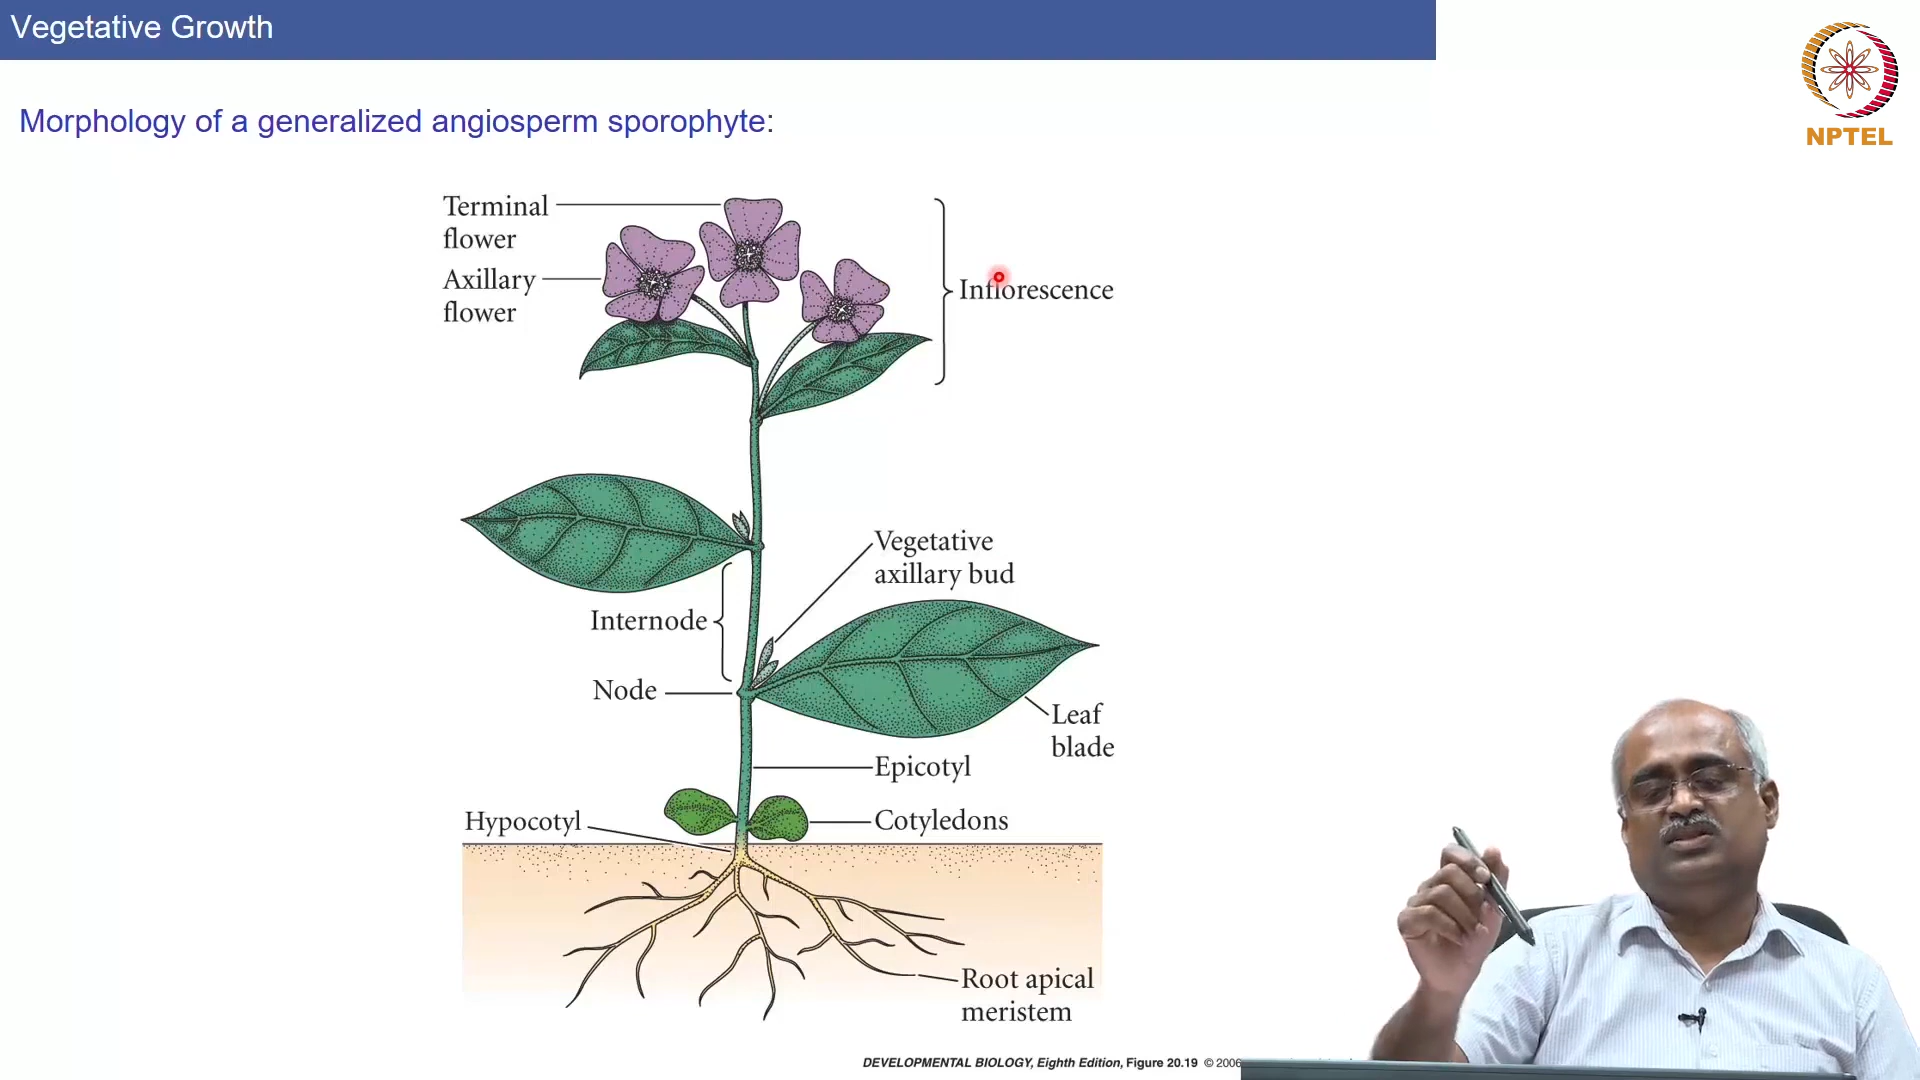 Vegetative Growth
NPTEL
Morphology of a generalized angiosperm sporophyte:
Terminal
flower
Axillary
flower
Inflorescence
Vegetative
axillary bud
Internode
Node
Leaf
blade
Epicotyl
Hypocotyl
Cotyledons
Root apical
meristem
DEVELOPMENTAL BIOLOGY, Eighth Edition, Figure 20.19 © 2006